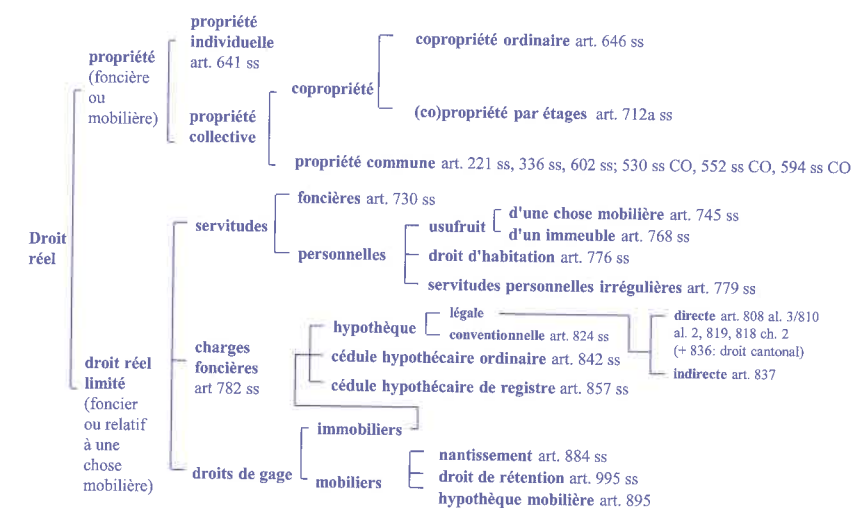 Droit
réel
propriété
(foncière
ou
mobilière)
propriété
individuelle
art. 641 ss
propriété
collective
copropriété
copropriété ordinaire art. 646 ss
(co)propriété par étages art. 712a ss
propriété commune art. 221 ss, 336 ss, 602 ss; 530 ss CO, 552 ss CO, 594 ss CO
droit réel
limité
(foncier
ou relatif
à une
chose
mobilière)
servitudes
foncières art. 730 ss
personnelles
usufruit
d'une chose mobilière art. 745 ss
d'un immeuble art. 768 ss
droit d'habitation art. 776 ss
servitudes personnelles irrégulières art. 779 ss
charges
foncières
art 782 ss
droits de gage
immobiliers
hypothèque
légale
directe art. 808 al. 3/810
al. 2, 819, 818 ch. 2
(+ 836: droit cantonal)
indirecte art. 837
conventionnelle art. 824 ss
cédule hypothécaire ordinaire art. 842 ss
cédule hypothécaire de registre art. 857 ss
mobiliers
nantissement art. 884 ss
droit de rétention art. 995 ss
hypothèque mobilière art. 895